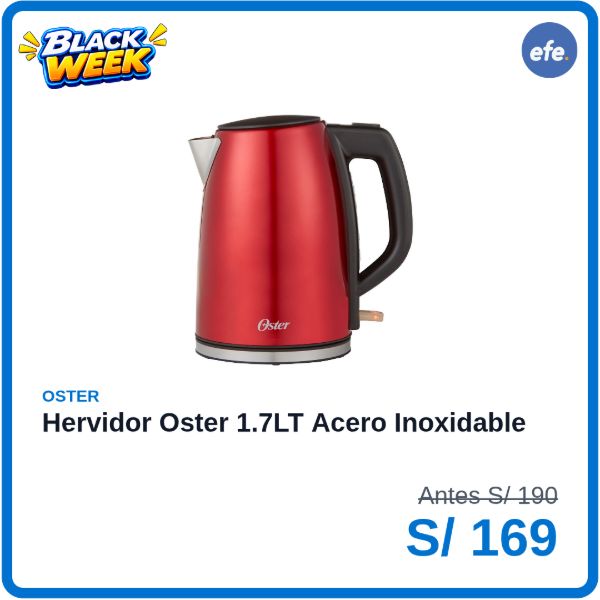 BLACK
WEEK
efe.
Oster
OSTER
Hervidor Oster 1.7LT Acero Inoxidable
Antes S/ 190
S/ 169